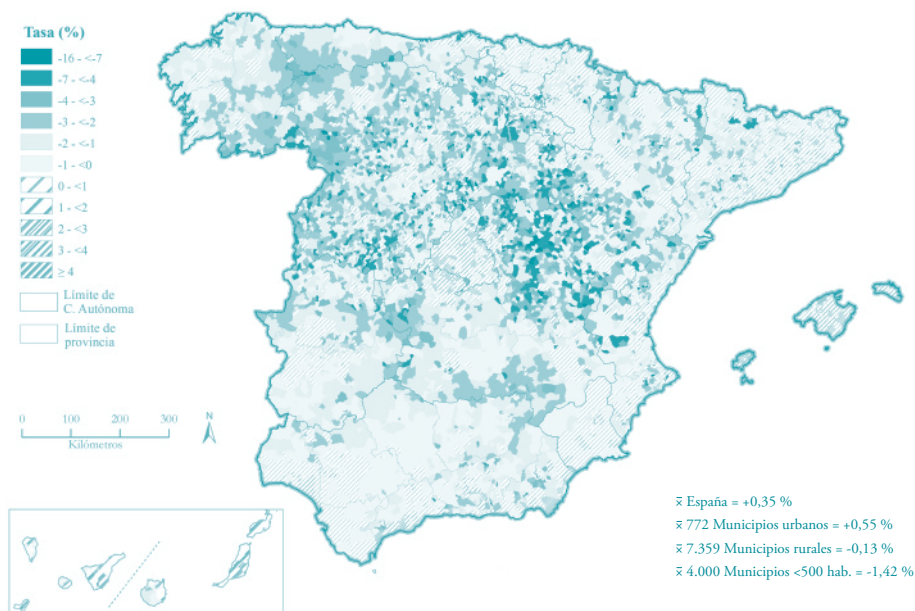 Tasa (%)
-16 - <-7
-7 - <-4
-4 - <-3
-3 - <-2
-2 - <-1
-1 - <0
0 - <1
1 - <2
2 - <3
3 - <4
≥ 4
Límite de
C. Autónoma
Límite de
provincia
0 100 200 300
Kilómetros
N
x̄ España = +0,35 %
x̄ 772 Municipios urbanos = +0,55 %
x̄ 7.359 Municipios rurales = -0,13 %
x̄ 4.000 Municipios <500 hab. = -1,42 %